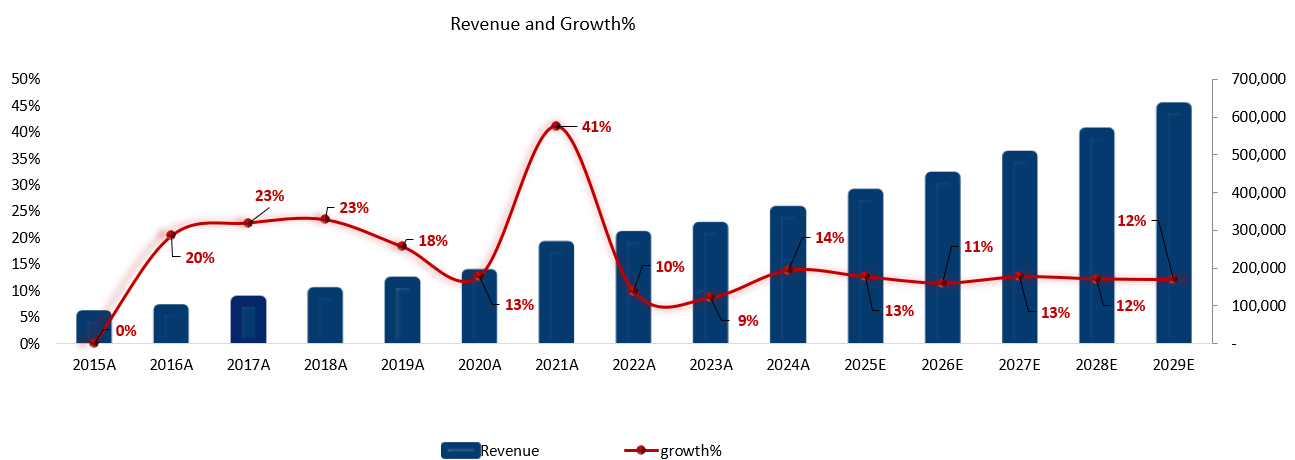 Revenue and Growth%
50% 700,000
45% 600,000
40% 500,000
35% 400,000
30% 300,000
25% 200,000
20% 100,000
15% -
10%
5%
0%
0% 20% 23% 23% 18% 13% 41% 10% 9% 14% 13% 11% 13% 12% 12%
2015A 2016A 2017A 2018A 2019A 2020A 2021A 2022A 2023A 2024A 2025E 2026E 2027E 2028E 2029E
Revenue growth%